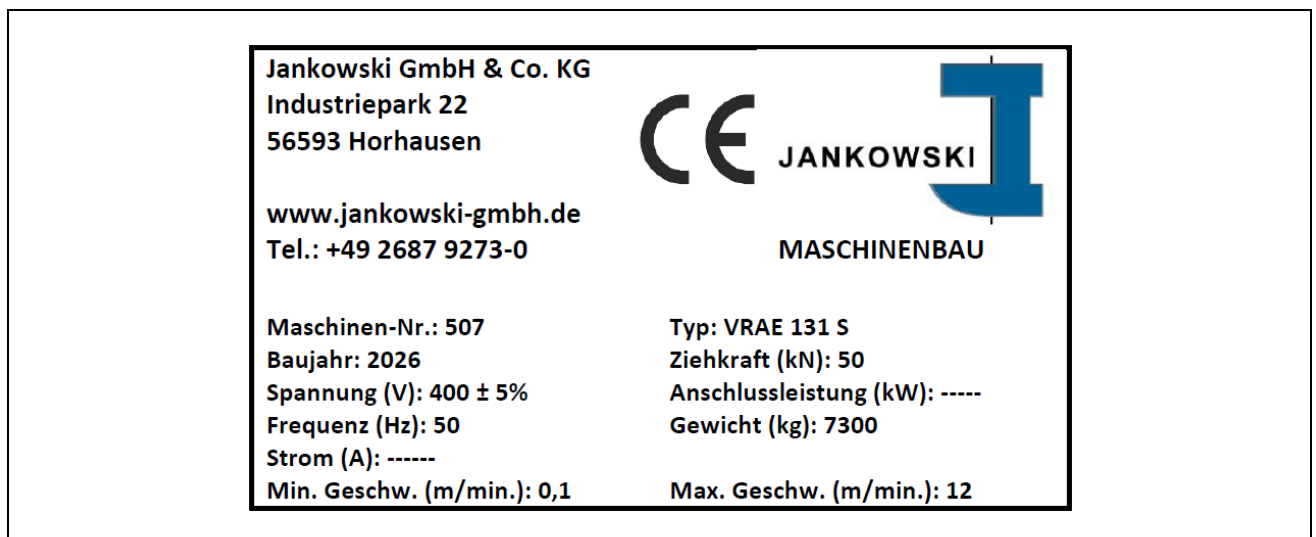 Jankowski GmbH & Co. KG
Industriepark 22
56593 Horhausen
www.jankowski-gmbh.de
Tel.: +49 2687 9273-0
CE
JANKOWSKI
MASCHINENBAU
Maschinen-Nr.: 507
Typ: VRAE 131 S
Baujahr: 2026
Ziehkraft (kN): 50
Spannung (V): 400 ± 5%
Anschlussleistung (kW): -----
Frequenz (Hz): 50
Gewicht (kg): 7300
Strom (A): ------
Min. Geschw. (m/min.): 0,1
Max. Geschw. (m/min.): 12